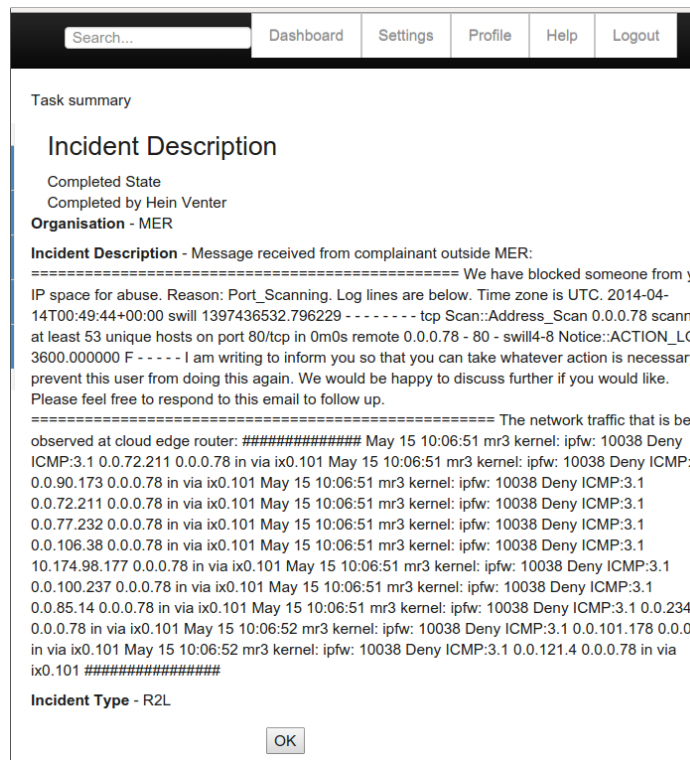 Search...
Dashboard
Settings
Profile
Help
Logout
Task summary
Incident Description
Completed State
Completed by Hein Venter
Organisation - MER
Incident Description - Message received from complainant outside MER:
================================================ We have blocked someone from y
IP space for abuse. Reason: Port_Scanning. Log lines are below. Time zone is UTC. 2014-04-
14T00:49:44+00:00 swill 1397436532.796229 - - - - - - - - tcp Scan::Address_Scan 0.0.0.78 scann
at least 53 unique hosts on port 80/tcp in 0m0s remote 0.0.0.78 - 80 - swill4-8 Notice::ACTION_LO
3600.000000 F - - - - - I am writing to inform you so that you can take whatever action is necessar
prevent this user from doing this again. We would be happy to discuss further if you would like.
Please feel free to respond to this email to follow up.
==================================================== The network traffic that is be
observed at cloud edge router: ############## May 15 10:06:51 mr3 kernel: ipfw: 10038 Deny
ICMP:3.1 0.0.72.211 0.0.0.78 in via ix0.101 May 15 10:06:51 mr3 kernel: ipfw: 10038 Deny ICMP:
0.0.90.173 0.0.0.78 in via ix0.101 May 15 10:06:51 mr3 kernel: ipfw: 10038 Deny ICMP:3.1
0.0.72.211 0.0.0.78 in via ix0.101 May 15 10:06:51 mr3 kernel: ipfw: 10038 Deny ICMP:3.1
0.0.77.232 0.0.0.78 in via ix0.101 May 15 10:06:51 mr3 kernel: ipfw: 10038 Deny ICMP:3.1
0.0.106.38 0.0.0.78 in via ix0.101 May 15 10:06:51 mr3 kernel: ipfw: 10038 Deny ICMP:3.1
10.174.98.177 0.0.0.78 in via ix0.101 May 15 10:06:51 mr3 kernel: ipfw: 10038 Deny ICMP:3.1
0.0.100.237 0.0.0.78 in via ix0.101 May 15 10:06:51 mr3 kernel: ipfw: 10038 Deny ICMP:3.1
0.0.85.14 0.0.0.78 in via ix0.101 May 15 10:06:51 mr3 kernel: ipfw: 10038 Deny ICMP:3.1 0.0.234
0.0.0.78 in via ix0.101 May 15 10:06:52 mr3 kernel: ipfw: 10038 Deny ICMP:3.1 0.0.101.178 0.0.0
in via ix0.101 May 15 10:06:52 mr3 kernel: ipfw: 10038 Deny ICMP:3.1 0.0.121.4 0.0.0.78 in via
ix0.101 ################
Incident Type - R2L
OK